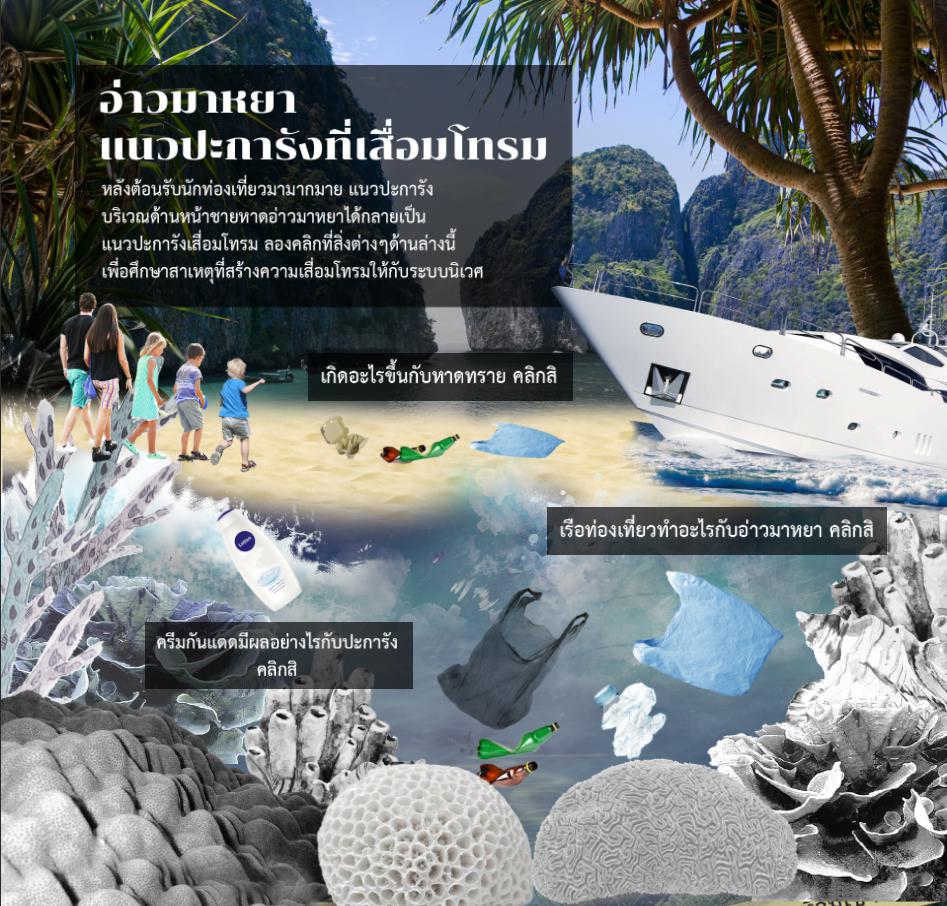 อ่าวมาหยา
แนวปะการังที่เสื่อมโทรม
หลังต้อนรับนักท่องเที่ยวมามากมาย แนวปะการัง
บริเวณด้านหน้าชายหาดอ่าวมาหยาได้กลายเป็น
แนวปะการังเสื่อมโทรม ลองคลิกที่สิ่งต่างๆด้านล่างนี้
เพื่อศึกษาสาเหตุที่สร้างความเสื่อมโทรมให้กับระบบนิเวศ
เกิดอะไรขึ้นกับหาดทราย คลิกสิ
เรือท่องเที่ยวทำอะไรกับอ่าวมาหยา คลิกสิ
Lotion
ครีมกันแดดมีผลอย่างไรกับปะการัง
คลิกสิ